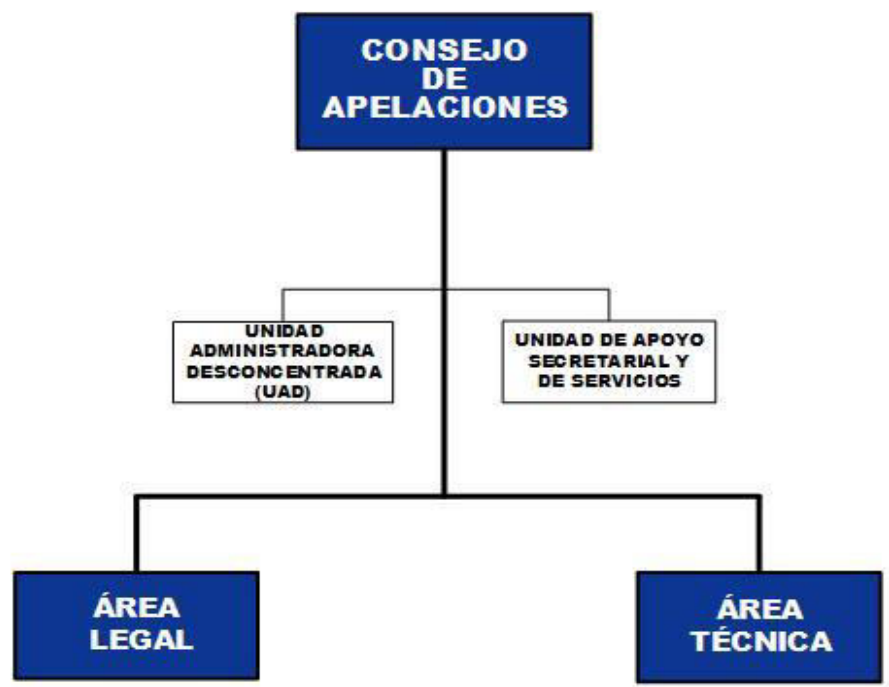 CONSEJO
DE
APELACIONES
UNIDAD
ADMINISTRADORA
DESCONCENTRADA
(UAD)
UNIDAD DE APOYO
SECRETARIAL Y
DE SERVICIOS
ÁREA
LEGAL
ÁREA
TÉCNICA